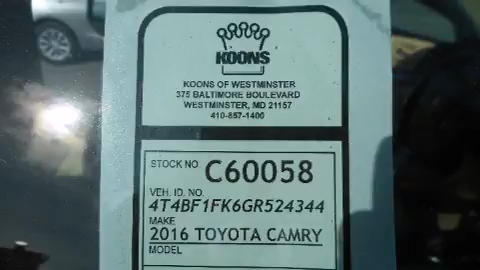 KOONS
KOONS OF WESTMINSTER
375 BALTIMORE BOULEVARD
WESTMINSTER, MD 21157
410-857-1400
STOCK NO C60058
VEH. ID. NO.
4T4BF1FK6GR524344
MAKE
2016 TOYOTA CAMRY
MODEL